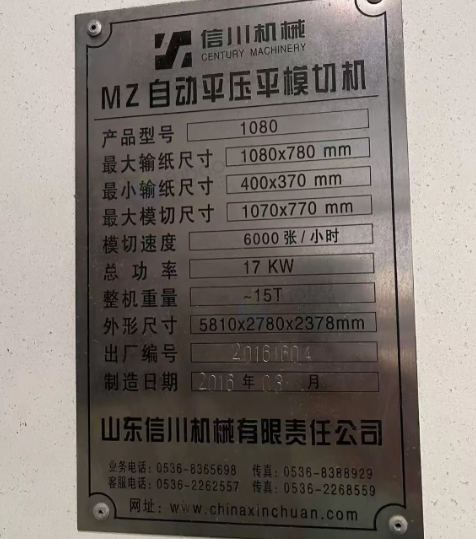 信川机械
CENTURY MACHINERY
MZ自动平压平模切机
产品型号 1080
最大输纸尺寸 1080x780 mm
最小输纸尺寸 400x370 mm
最大模切尺寸 1070x770 mm
模切速度 6000 张/小时
总功率 17 KW
整机重量 ~15T
外形尺寸 5810x2780x2378mm
出厂编号 2016160A
制造日期 2016 年 03 月
山东信川机械有限责任公司
业务电话:0536-8365698 传真:0536-8388929
客服电话:0536-2262557 传真:0536-2268559
网址:www.chinaxinchuan.com